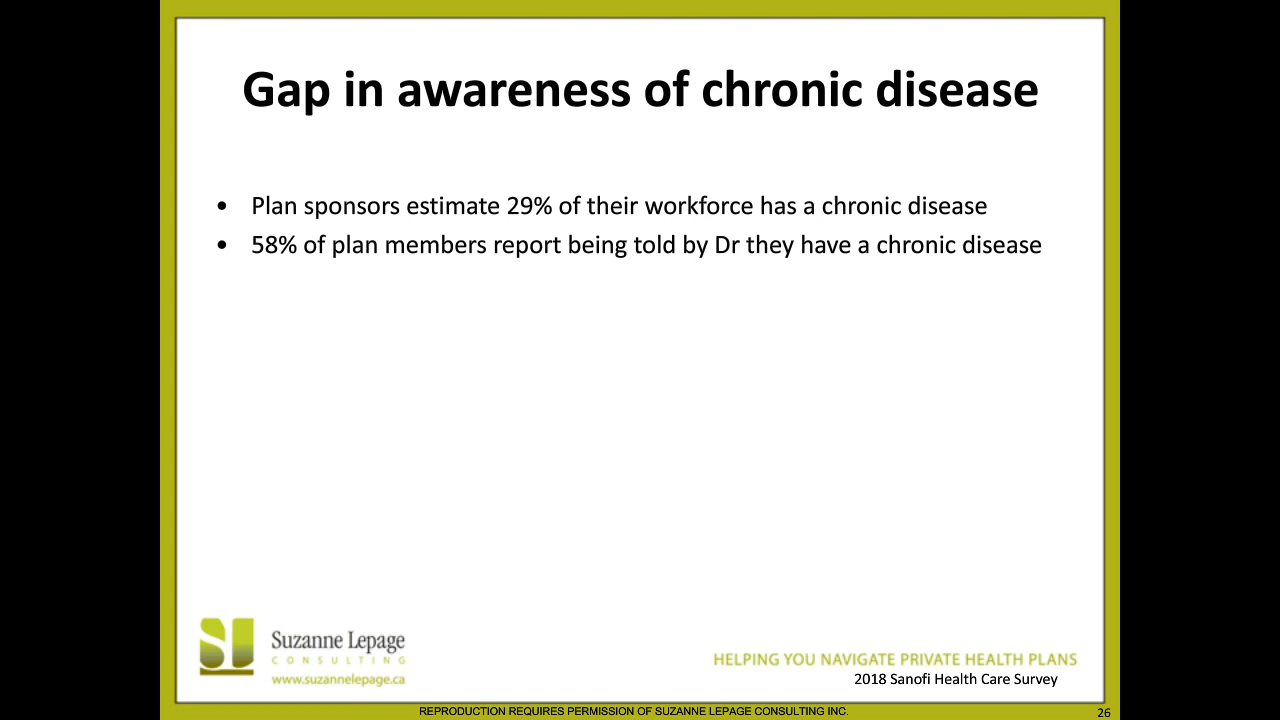 Gap in awareness of chronic disease
• Plan sponsors estimate 29% of their workforce has a chronic disease
• 58% of plan members report being told by Dr they have a chronic disease
SL
Suzanne Lepage
CONSULTING
www.suzannelepage.ca
HELPING YOU NAVIGATE PRIVATE HEALTH PLANS
2018 Sanofi Health Care Survey
REPRODUCTION REQUIRES PERMISSION OF SUZANNE LEPAGE CONSULTING INC.
26